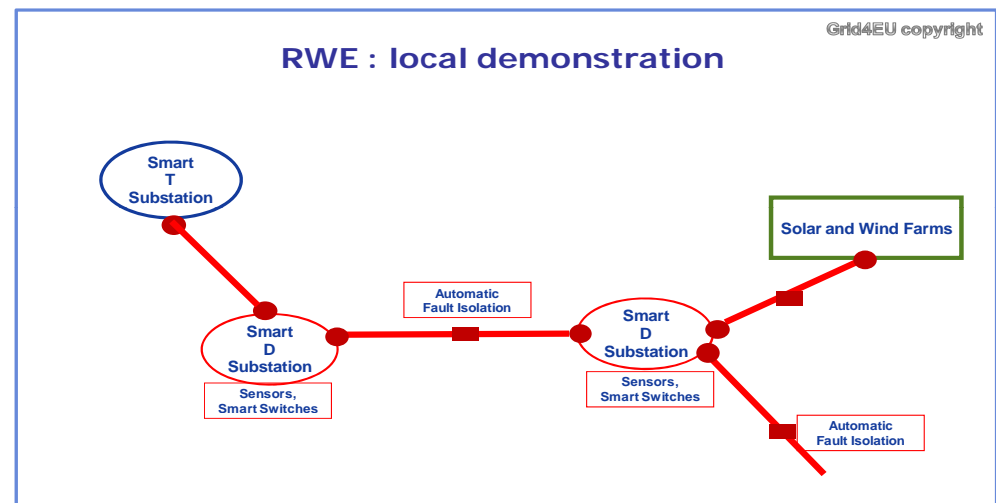 Grid4EU copyright
RWE : local demonstration
Smart
T
Substation
Solar and Wind Farms
Automatic
Fault Isolation
Smart
D
Substation
Smart
D
Substation
Sensors,
Smart Switches
Sensors,
Smart Switches
Automatic
Fault Isolation